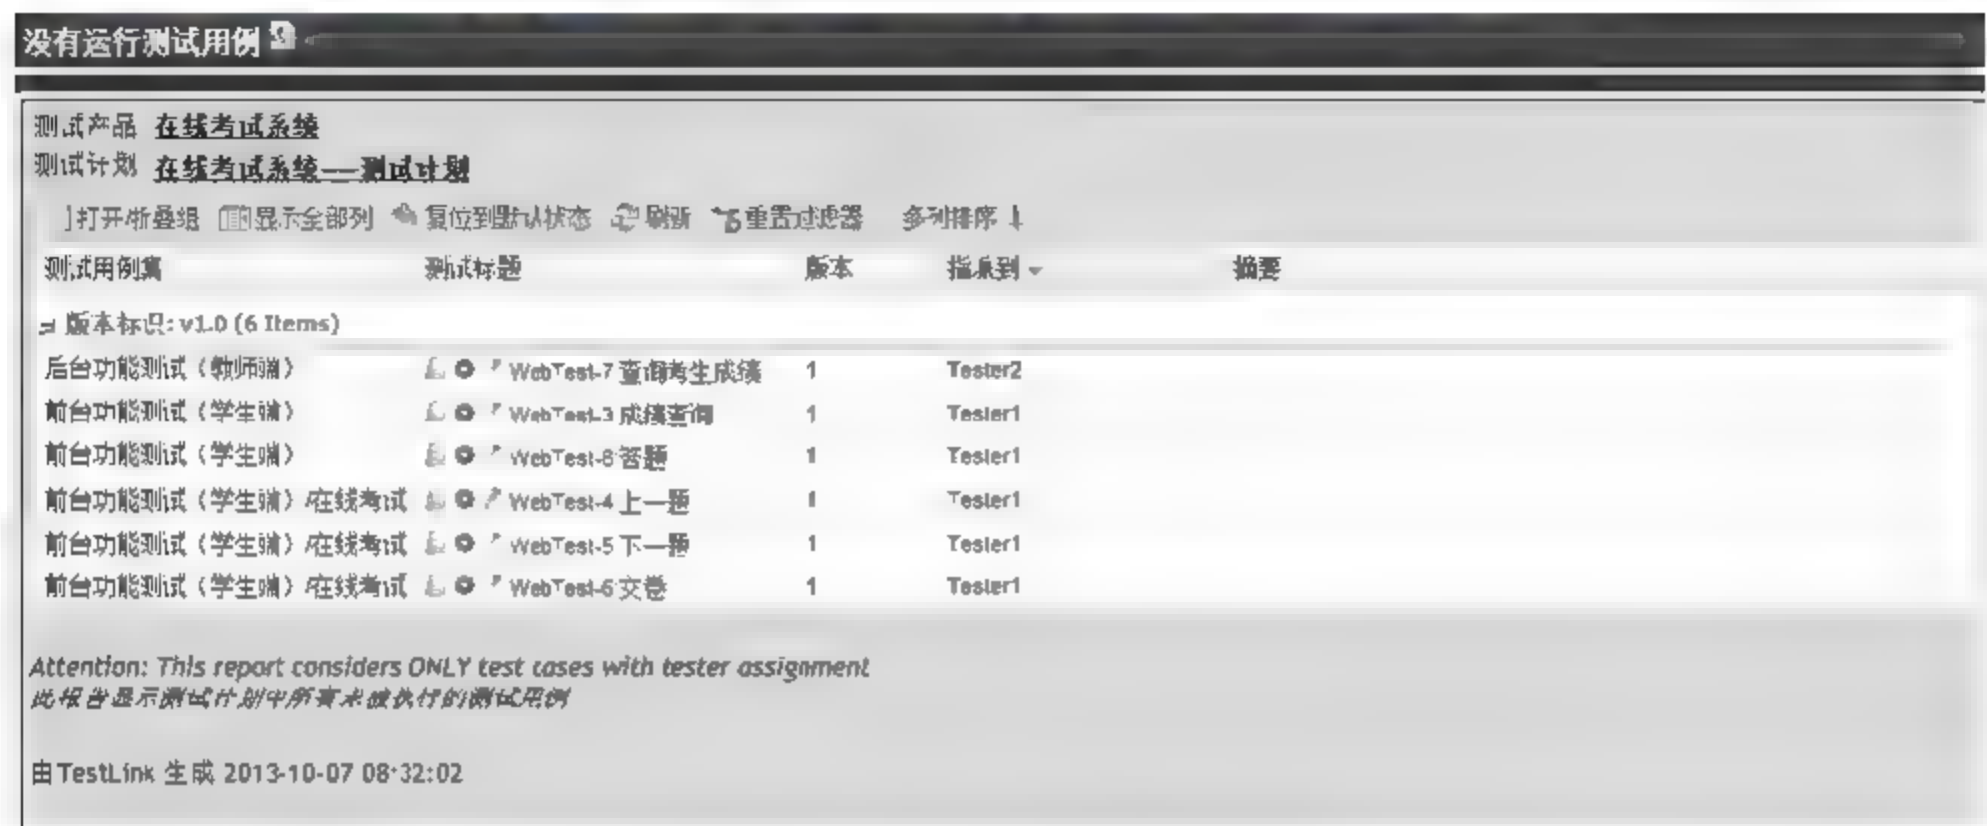 没有运行测试用例
测试产品 在线考试系统
测试计划 在线考试系统——测试计划
打开/折叠组 显示全部列 复位到默认状态 刷新 重置过滤器 多列排序
测试用例集 测试标题 版本 指派到 摘要
版本标识: v1.0 (6 Items)
后台功能测试（教师端） WebTest-7 查询考生成绩 1 Tester2
前台功能测试（学生端） WebTest-3 成绩查询 1 Tester1
前台功能测试（学生端） 答题 1 Tester1
前台功能测试（学生端）/在线考试 WebTest-4 上一题 1 Tester1
前台功能测试（学生端）/在线考试 WebTest-5 下一题 1 Tester1
前台功能测试（学生端）/在线考试 WebTest-6 交卷 1 Tester1
Attention: This report considers ONLY test cases with tester assignment
此报告显示测试计划中所有未被执行的测试用例
由TestLink 生成 2013-10-07 08:32:02